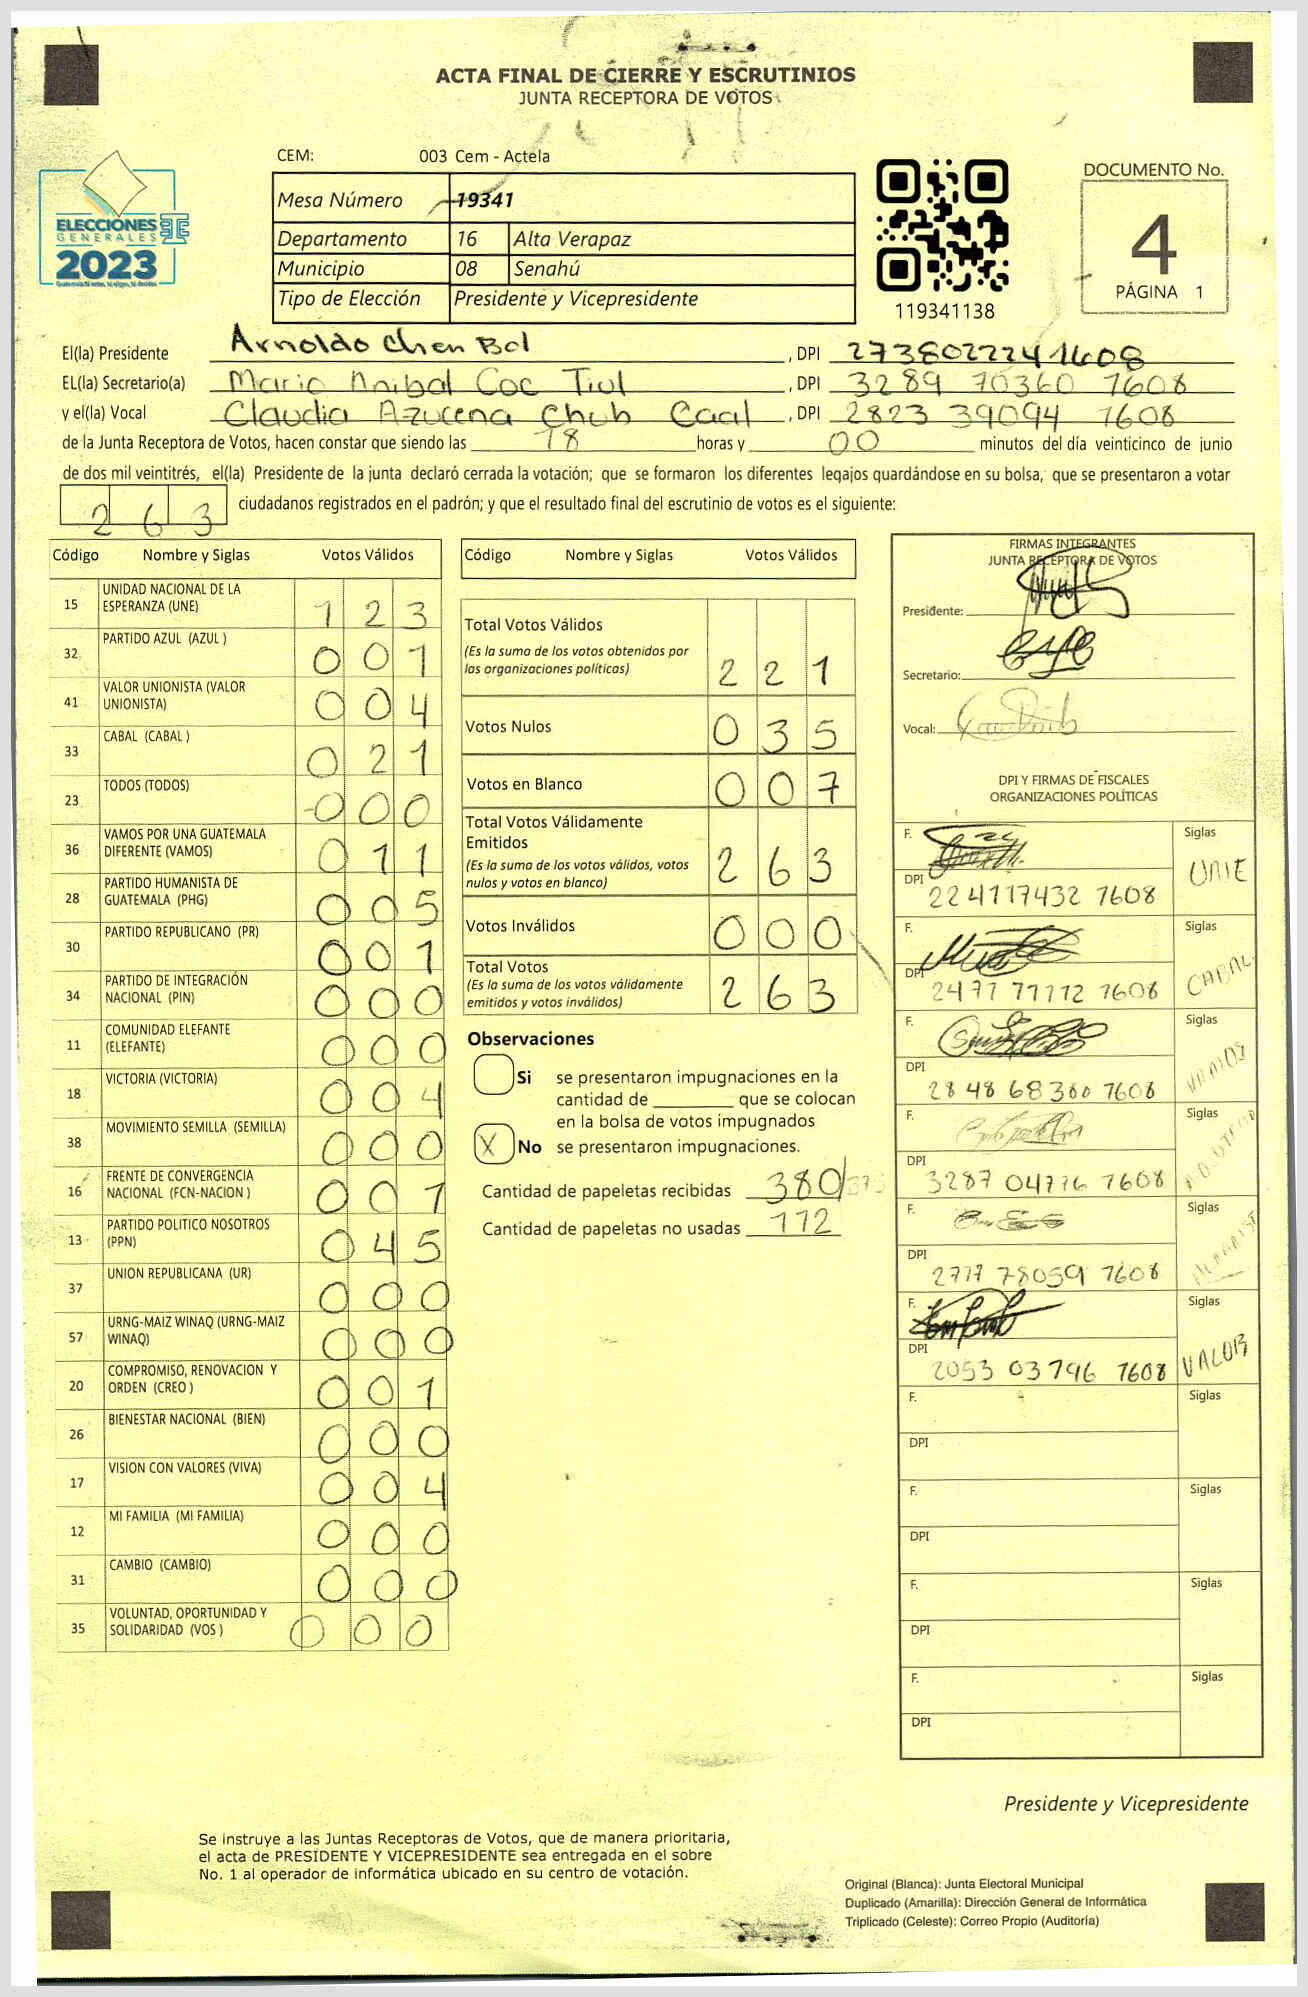 ACTA FINAL DE CIERRE Y ESCRUTINIOS
JUNTA RECEPTORA DE VOTOS
CEM: 003 Cem - Actela
ELECCIONES
GENERALES
2023
Mesa Número 19341
Departamento 16 Alta Verapaz
Municipio 08 Senahú
Tipo de Elección Presidente y Vicepresidente
119341138
DOCUMENTO No.
4
PÁGINA 1
El(la) Presidente Arnoldo Chen Bol , DPI 2738022241608
EL(la) Secretario(a) Mario Anibal Coc Tiul , DPI 3289 70360 1608
y el(la) Vocal Claudia Azucena Chub Caal , DPI 2823 39094 1608
de la Junta Receptora de Votos, hacen constar que siendo las 18 horas y 00 minutos del día veinticinco de junio
de dos mil veintitrés, el(la) Presidente de la junta declaró cerrada la votación; que se formaron los diferentes legajos guardándose en su bolsa, que se presentaron a votar
263 ciudadanos registrados en el padrón; y que el resultado final del escrutinio de votos es el siguiente:
Código Nombre y Siglas Votos Válidos
15 UNIDAD NACIONAL DE LA ESPERANZA (UNE) 1 2 3
32 PARTIDO AZUL (AZUL ) 0 0 1
41 VALOR UNIONISTA (VALOR UNIONISTA) 0 0 4
33 CABAL (CABAL ) 0 2 1
23 TODOS (TODOS) 0 0 0
36 VAMOS POR UNA GUATEMALA DIFERENTE (VAMOS) 0 1 1
28 PARTIDO HUMANISTA DE GUATEMALA (PHG) 0 0 5
30 PARTIDO REPUBLICANO (PR) 0 0 1
34 PARTIDO DE INTEGRACIÓN NACIONAL (PIN) 0 0 0
11 COMUNIDAD ELEFANTE (ELEFANTE) 0 0 0
18 VICTORIA (VICTORIA) 0 0 4
38 MOVIMIENTO SEMILLA (SEMILLA) 0 0 0
16 FRENTE DE CONVERGENCIA NACIONAL (FCN-NACION ) 0 0 1
13 PARTIDO POLITICO NOSOTROS (PPN) 0 4 5
37 UNION REPUBLICANA (UR) 0 0 0
57 URNG-MAIZ WINAQ (URNG-MAIZ WINAQ) 0 0 0
20 COMPROMISO, RENOVACION Y ORDEN (CREO ) 0 0 1
26 BIENESTAR NACIONAL (BIEN) 0 0 0
17 VISION CON VALORES (VIVA) 0 0 4
12 MI FAMILIA (MI FAMILIA) 0 0 0
31 CAMBIO (CAMBIO) 0 0 0
35 VOLUNTAD, OPORTUNIDAD Y SOLIDARIDAD (VOS ) 0 0 0
Código Nombre y Siglas Votos Válidos
Total Votos Válidos
(Es la suma de los votos obtenidos por
las organizaciones políticas) 2 2 1
Votos Nulos 0 3 5
Votos en Blanco 0 0 7
Total Votos Válidamente
Emitidos
(Es la suma de los votos válidos, votos
nulos y votos en blanco) 2 6 3
Votos Inválidos 0 0 0
Total Votos
(Es la suma de los votos válidamente
emitidos y votos inválidos) 2 6 3
Observaciones
Si se presentaron impugnaciones en la
cantidad de ________ que se colocan
en la bolsa de votos impugnados
X No se presentaron impugnaciones.
Cantidad de papeletas recibidas 380/375
Cantidad de papeletas no usadas 112
FIRMAS INTEGRANTES
JUNTA RECEPTORA DE VOTOS
Presidente:
Secretario:
Vocal:
DPI Y FIRMAS DE FISCALES
ORGANIZACIONES POLÍTICAS
F. Siglas UNE
DPI 224117432 1608
F. Siglas CABAL
DPI 2477 77112 1608
F. Siglas VAMOS
DPI 2848 68300 1608
F. Siglas
DPI 3287 04776 1608
F. Siglas
DPI 2717 78059 1608
F. Siglas VALOR
DPI 2053 03796 1608
F. Siglas
DPI
F. Siglas
DPI
F. Siglas
DPI
F. Siglas
DPI
Presidente y Vicepresidente
Se instruye a las Juntas Receptoras de Votos, que de manera prioritaria,
el acta de PRESIDENTE Y VICEPRESIDENTE sea entregada en el sobre
No. 1 al operador de informática ubicado en su centro de votación.
Original (Blanca): Junta Electoral Municipal
Duplicado (Amarilla): Dirección General de Informática
Triplicado (Celeste): Correo Propio (Auditoría)